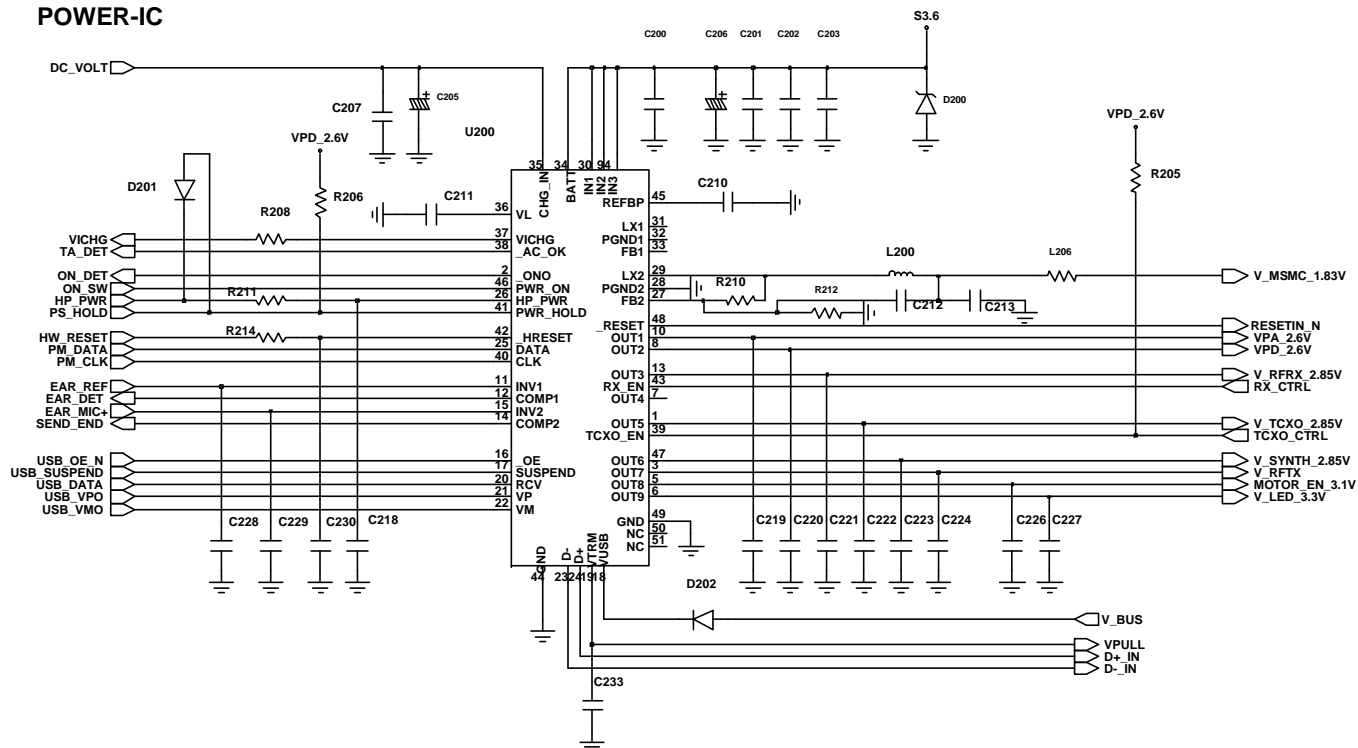 POWER-IC
S3.6
C200
C206
C201
C202
C203
DC_VOLT
C207
C205
D200
U200
VPD_2.6V
VPD_2.6V
35
34
30
9
4
CHG_IN
BATT
IN1
IN2
IN3
D201
R206
R205
C211
36
VL
REFBP
45
C210
R208
LX1
31
VICHG
37
VICHG
PGND1
32
TA_DET
38
_AC_OK
FB1
33
L200
L206
ON_DET
2
_ONO
LX2
29
V_MSMC_1.83V
ON_SW
46
PWR_ON
PGND2
28
R210
HP_PWR
R211
26
HP_PWR
FB2
27
R212
C212
C213
PS_HOLD
41
PWR_HOLD
_RESET
48
RESETIN_N
HW_RESET
R214
42
_HRESET
OUT1
10
VPA_2.6V
PM_DATA
25
DATA
OUT2
8
VPD_2.6V
PM_CLK
40
CLK
OUT3
13
V_RFRX_2.85V
EAR_REF
11
INV1
RX_EN
43
RX_CTRL
EAR_DET
12
COMP1
OUT4
7
EAR_MIC+
15
INV2
SEND_END
14
COMP2
OUT5
1
V_TCXO_2.85V
TCXO_EN
39
TCXO_CTRL
USB_OE_N
16
_OE
OUT6
47
V_SYNTH_2.85V
USB_SUSPEND
17
SUSPEND
OUT7
3
V_RFTX
USB_DATA
20
RCV
OUT8
5
MOTOR_EN_3.1V
USB_VPO
21
VP
OUT9
6
V_LED_3.3V
USB_VMO
22
VM
GND
49
NC
50
NC
51
C228
C229
C230
C218
C219
C220
C221
C222
C223
C224
C226
C227
GND
D-
D+
VTRM
VUSB
44
23
24
19
18
D202
V_BUS
VPULL
D+_IN
D-_IN
C233